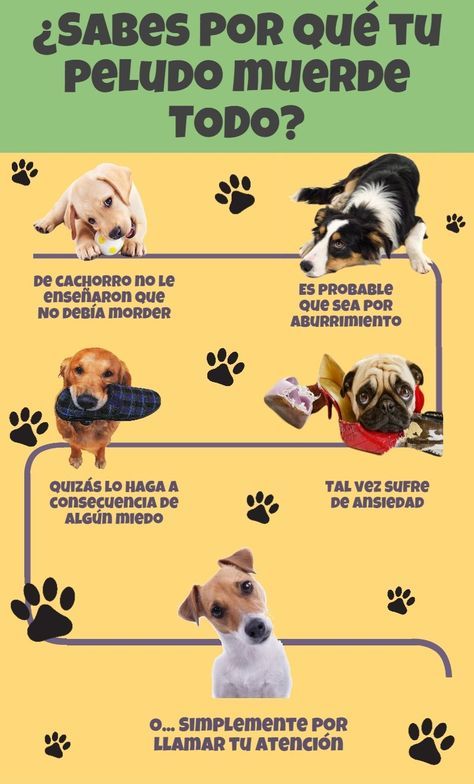 ¿Sabes por qué tu
peludo muerde
todo?
De cachorro no le
enseñaron que
no debía morder
Es probable
que sea por
aburrimiento
Quizás lo haga a
consecuencia de
algún miedo
Tal vez sufre
de ansiedad
O... simplemente por
llamar tu atención